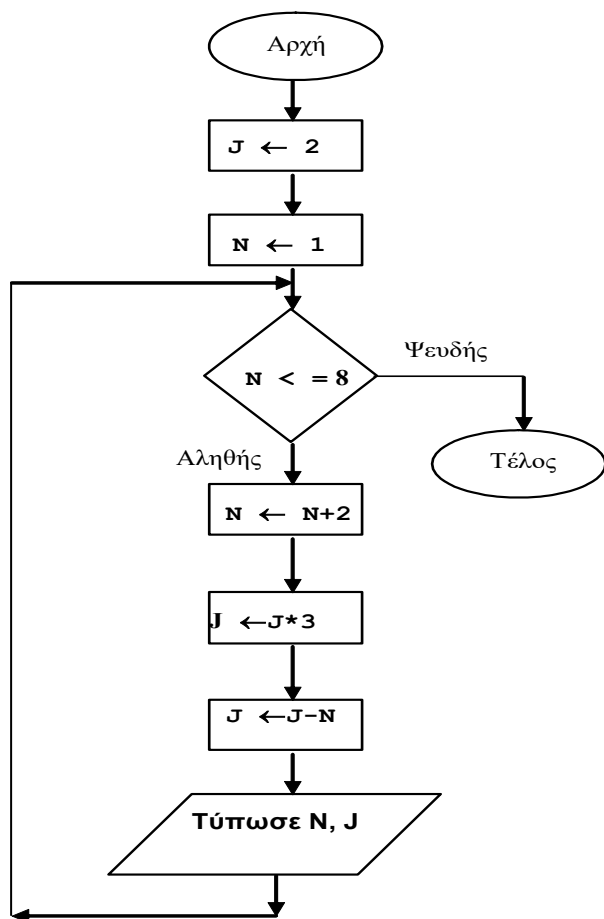 Αρχή
J ← 2
N ← 1
N < = 8
Ψευδής
Αληθής
Τέλος
N ← N+2
J ←J*3
J ←J-N
Τύπωσε N, J